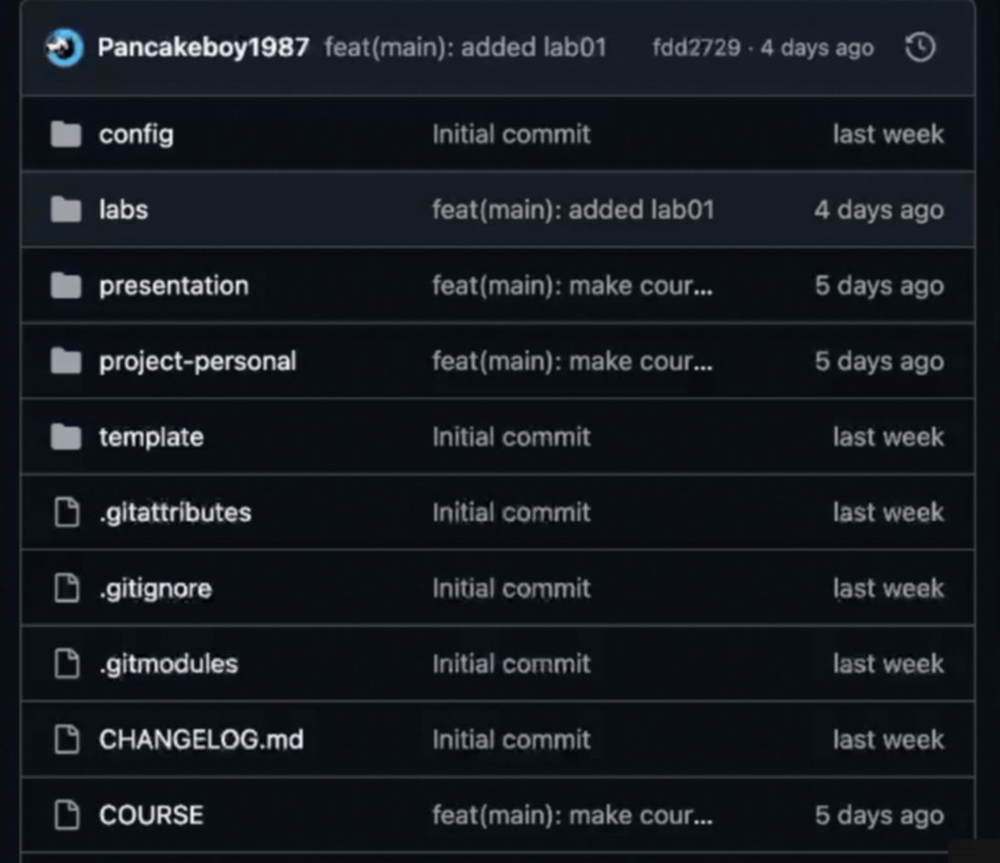 Pancakeboy1987 feat(main): added lab01 fdd2729 · 4 days ago
config Initial commit last week
labs feat(main): added lab01 4 days ago
presentation feat(main): make cour... 5 days ago
project-personal feat(main): make cour... 5 days ago
template Initial commit last week
.gitattributes Initial commit last week
.gitignore Initial commit last week
.gitmodules Initial commit last week
CHANGELOG.md Initial commit last week
COURSE feat(main): make cour... 5 days ago